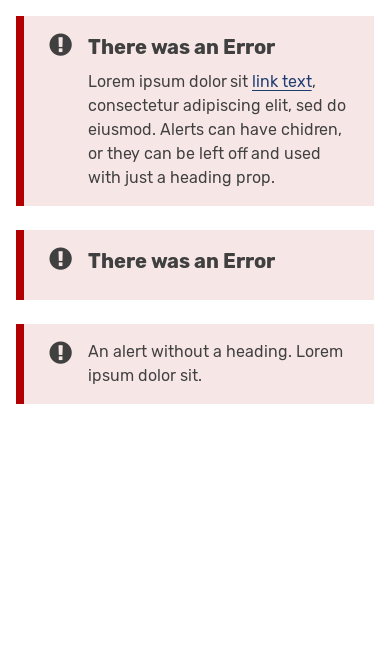 There was an Error
Lorem ipsum dolor sit link text,
consectetur adipiscing elit, sed do
eiusmod. Alerts can have chidren,
or they can be left off and used
with just a heading prop.
There was an Error
An alert without a heading. Lorem
ipsum dolor sit.